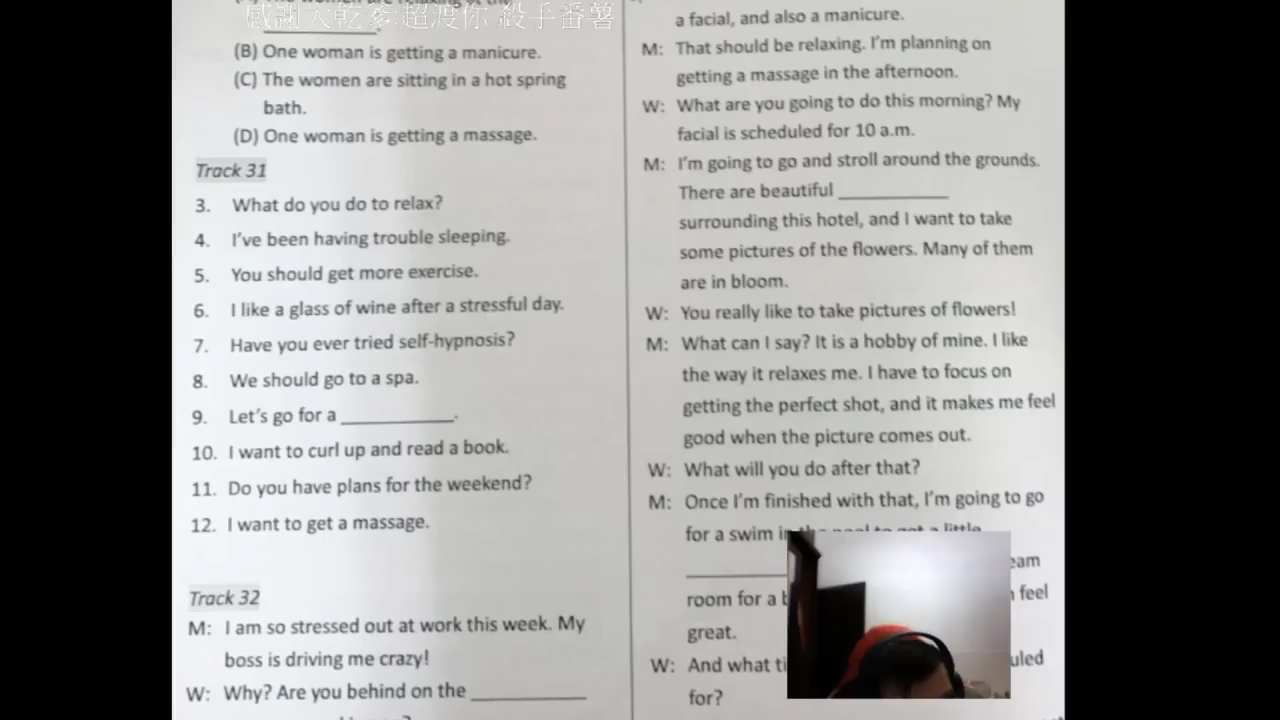 感謝大乾麥:超渡你 殺手番薯
(B) One woman is getting a manicure.
(C) The women are sitting in a hot spring
bath.
(D) One woman is getting a massage.
Track 31
3. What do you do to relax?
4. I've been having trouble sleeping.
5. You should get more exercise.
6. I like a glass of wine after a stressful day.
7. Have you ever tried self-hypnosis?
8. We should go to a spa.
9. Let's go for a ___________.
10. I want to curl up and read a book.
11. Do you have plans for the weekend?
12. I want to get a massage.
Track 32
M: I am so stressed out at work this week. My
boss is driving me crazy!
W: Why? Are you behind on the ___________
a facial, and also a manicure.
M: That should be relaxing. I'm planning on
getting a massage in the afternoon.
W: What are you going to do this morning? My
facial is scheduled for 10 a.m.
M: I'm going to go and stroll around the grounds.
There are beautiful ___________
surrounding this hotel, and I want to take
some pictures of the flowers. Many of them
are in bloom.
W: You really like to take pictures of flowers!
M: What can I say? It is a hobby of mine. I like
the way it relaxes me. I have to focus on
getting the perfect shot, and it makes me feel
good when the picture comes out.
W: What will you do after that?
M: Once I'm finished with that, I'm going to go
for a swim
room for a
feel
great.
W: And what
for?